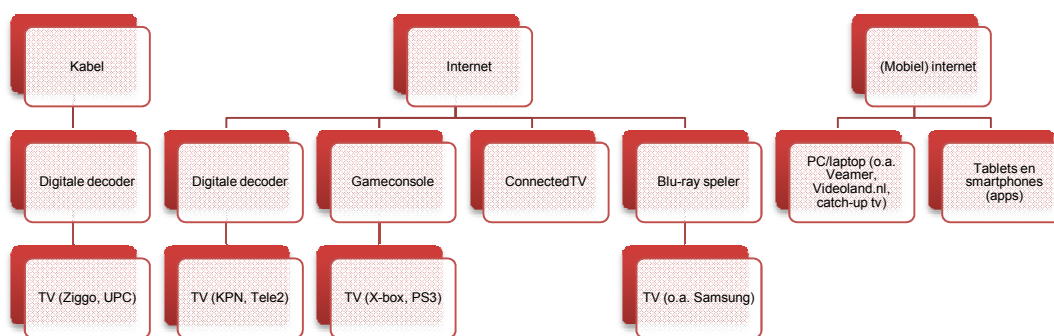 Kabel
Internet
(Mobiel) internet
Digitale decoder
Digitale decoder
Gameconsole
ConnectedTV
Blu-ray speler
PC/laptop (o.a.
Veamer,
Videoland.nl,
catch-up tv)
Tablets en
smartphones
(apps)
TV (Ziggo, UPC)
TV (KPN, Tele2)
TV (X-box, PS3)
TV (o.a. Samsung)